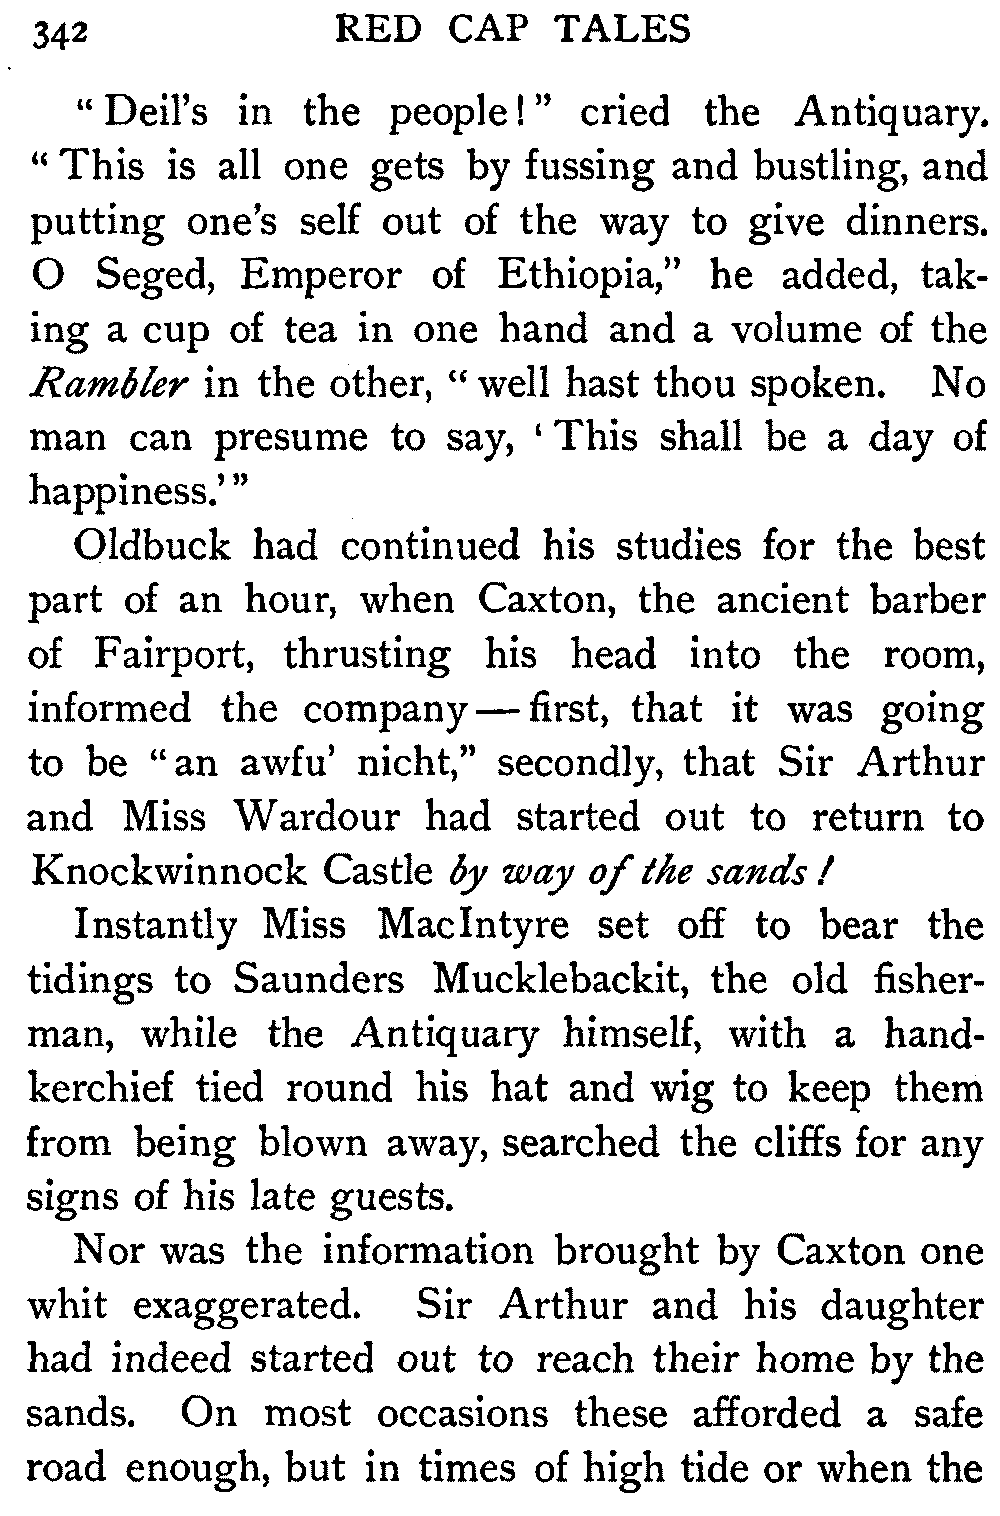 342 RED CAP TALES
“Deil’s in the people!” cried the Antiquary.
“This is all one gets by fussing and bustling, and
putting one’s self out of the way to give dinners.
O Seged, Emperor of Ethiopia,” he added, tak-
ing a cup of tea in one hand and a volume of the
Rambler in the other, “well hast thou spoken. No
man can presume to say, ‘This shall be a day of
happiness.’”
Oldbuck had continued his studies for the best
part of an hour, when Caxton, the ancient barber
of Fairport, thrusting his head into the room,
informed the company — first, that it was going
to be “an awfu’ nicht,” secondly, that Sir Arthur
and Miss Wardour had started out to return to
Knockwinnock Castle by way of the sands!
Instantly Miss MacIntyre set off to bear the
tidings to Saunders Mucklebackit, the old fisher-
man, while the Antiquary himself, with a hand-
kerchief tied round his hat and wig to keep them
from being blown away, searched the cliffs for any
signs of his late guests.
Nor was the information brought by Caxton one
whit exaggerated. Sir Arthur and his daughter
had indeed started out to reach their home by the
sands. On most occasions these afforded a safe
road enough, but in times of high tide or when the